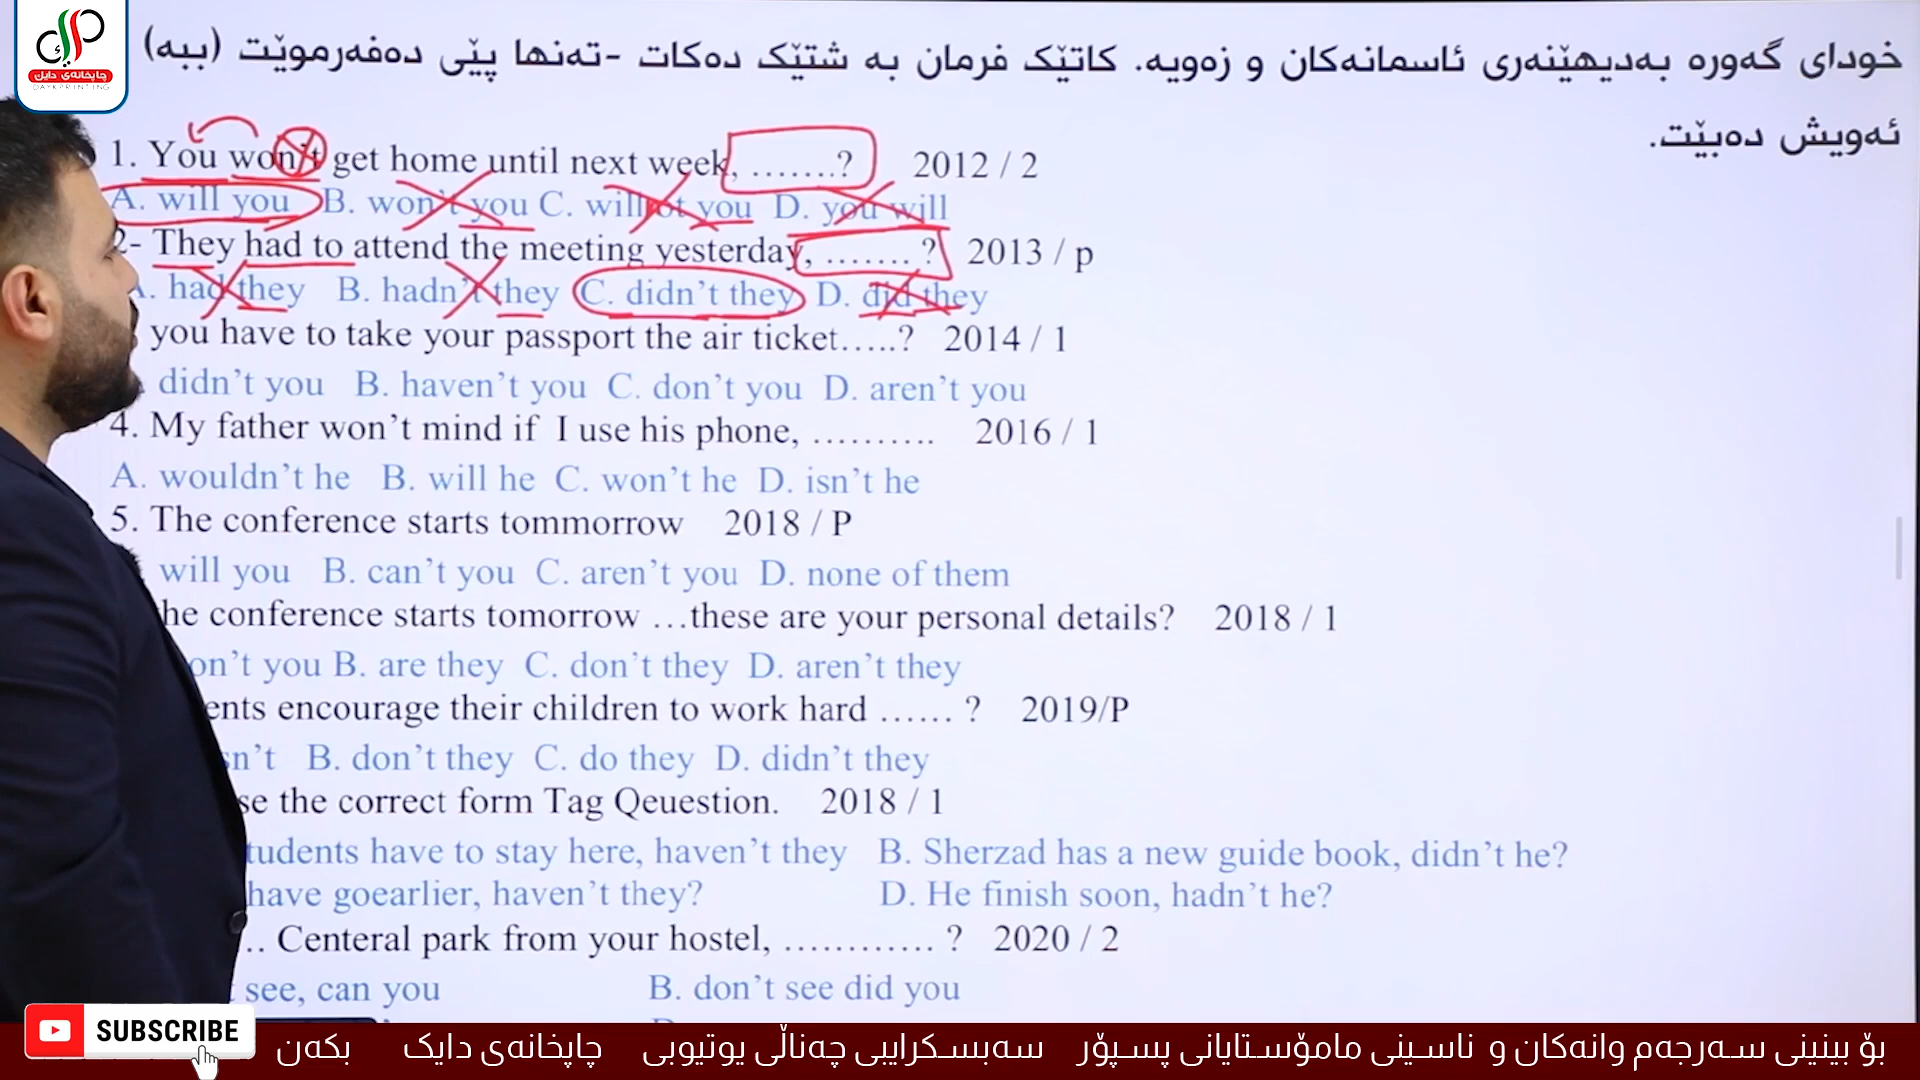 چاپخانەی دایک
DAYK PRINTING
خودای گەورە بەدیهێنەری ئاسمانەکان و زەویە. کاتێک فرمان بە شتێک دەکات -تەنها پێی دەفەرموێت (ببە)
ئەویش دەبێت.
1. You won't get home until next week, .......? 2012 / 2
A. will you B. won't you C. will not you D. you will
2- They had to attend the meeting yesterday, ....... ? 2013 / p
A. had they B. hadn't they C. didn't they D. did they
you have to take your passport the air ticket.....? 2014 / 1
didn't you B. haven't you C. don't you D. aren't you
4. My father won't mind if I use his phone, .......... 2016 / 1
A. wouldn't he B. will he C. won't he D. isn't he
5. The conference starts tommorrow 2018 / P
will you B. can't you C. aren't you D. none of them
he conference starts tomorrow ...these are your personal details? 2018 / 1
on't you B. are they C. don't they D. aren't they
ents encourage their children to work hard ...... ? 2019/P
sn't B. don't they C. do they D. didn't they
se the correct form Tag Qeuestion. 2018 / 1
tudents have to stay here, haven't they B. Sherzad has a new guide book, didn't he?
have goearlier, haven't they? D. He finish soon, hadn't he?
.. Centeral park from your hostel, ............ ? 2020 / 2
see, can you B. don't see did you
SUBSCRIBE
بۆ بینینی سەرجەم وانەکان و ناسینی مامۆستایانی پسپۆر سەبسکرایبی چەناڵی یوتیوبی چاپخانەی دایک بکەن